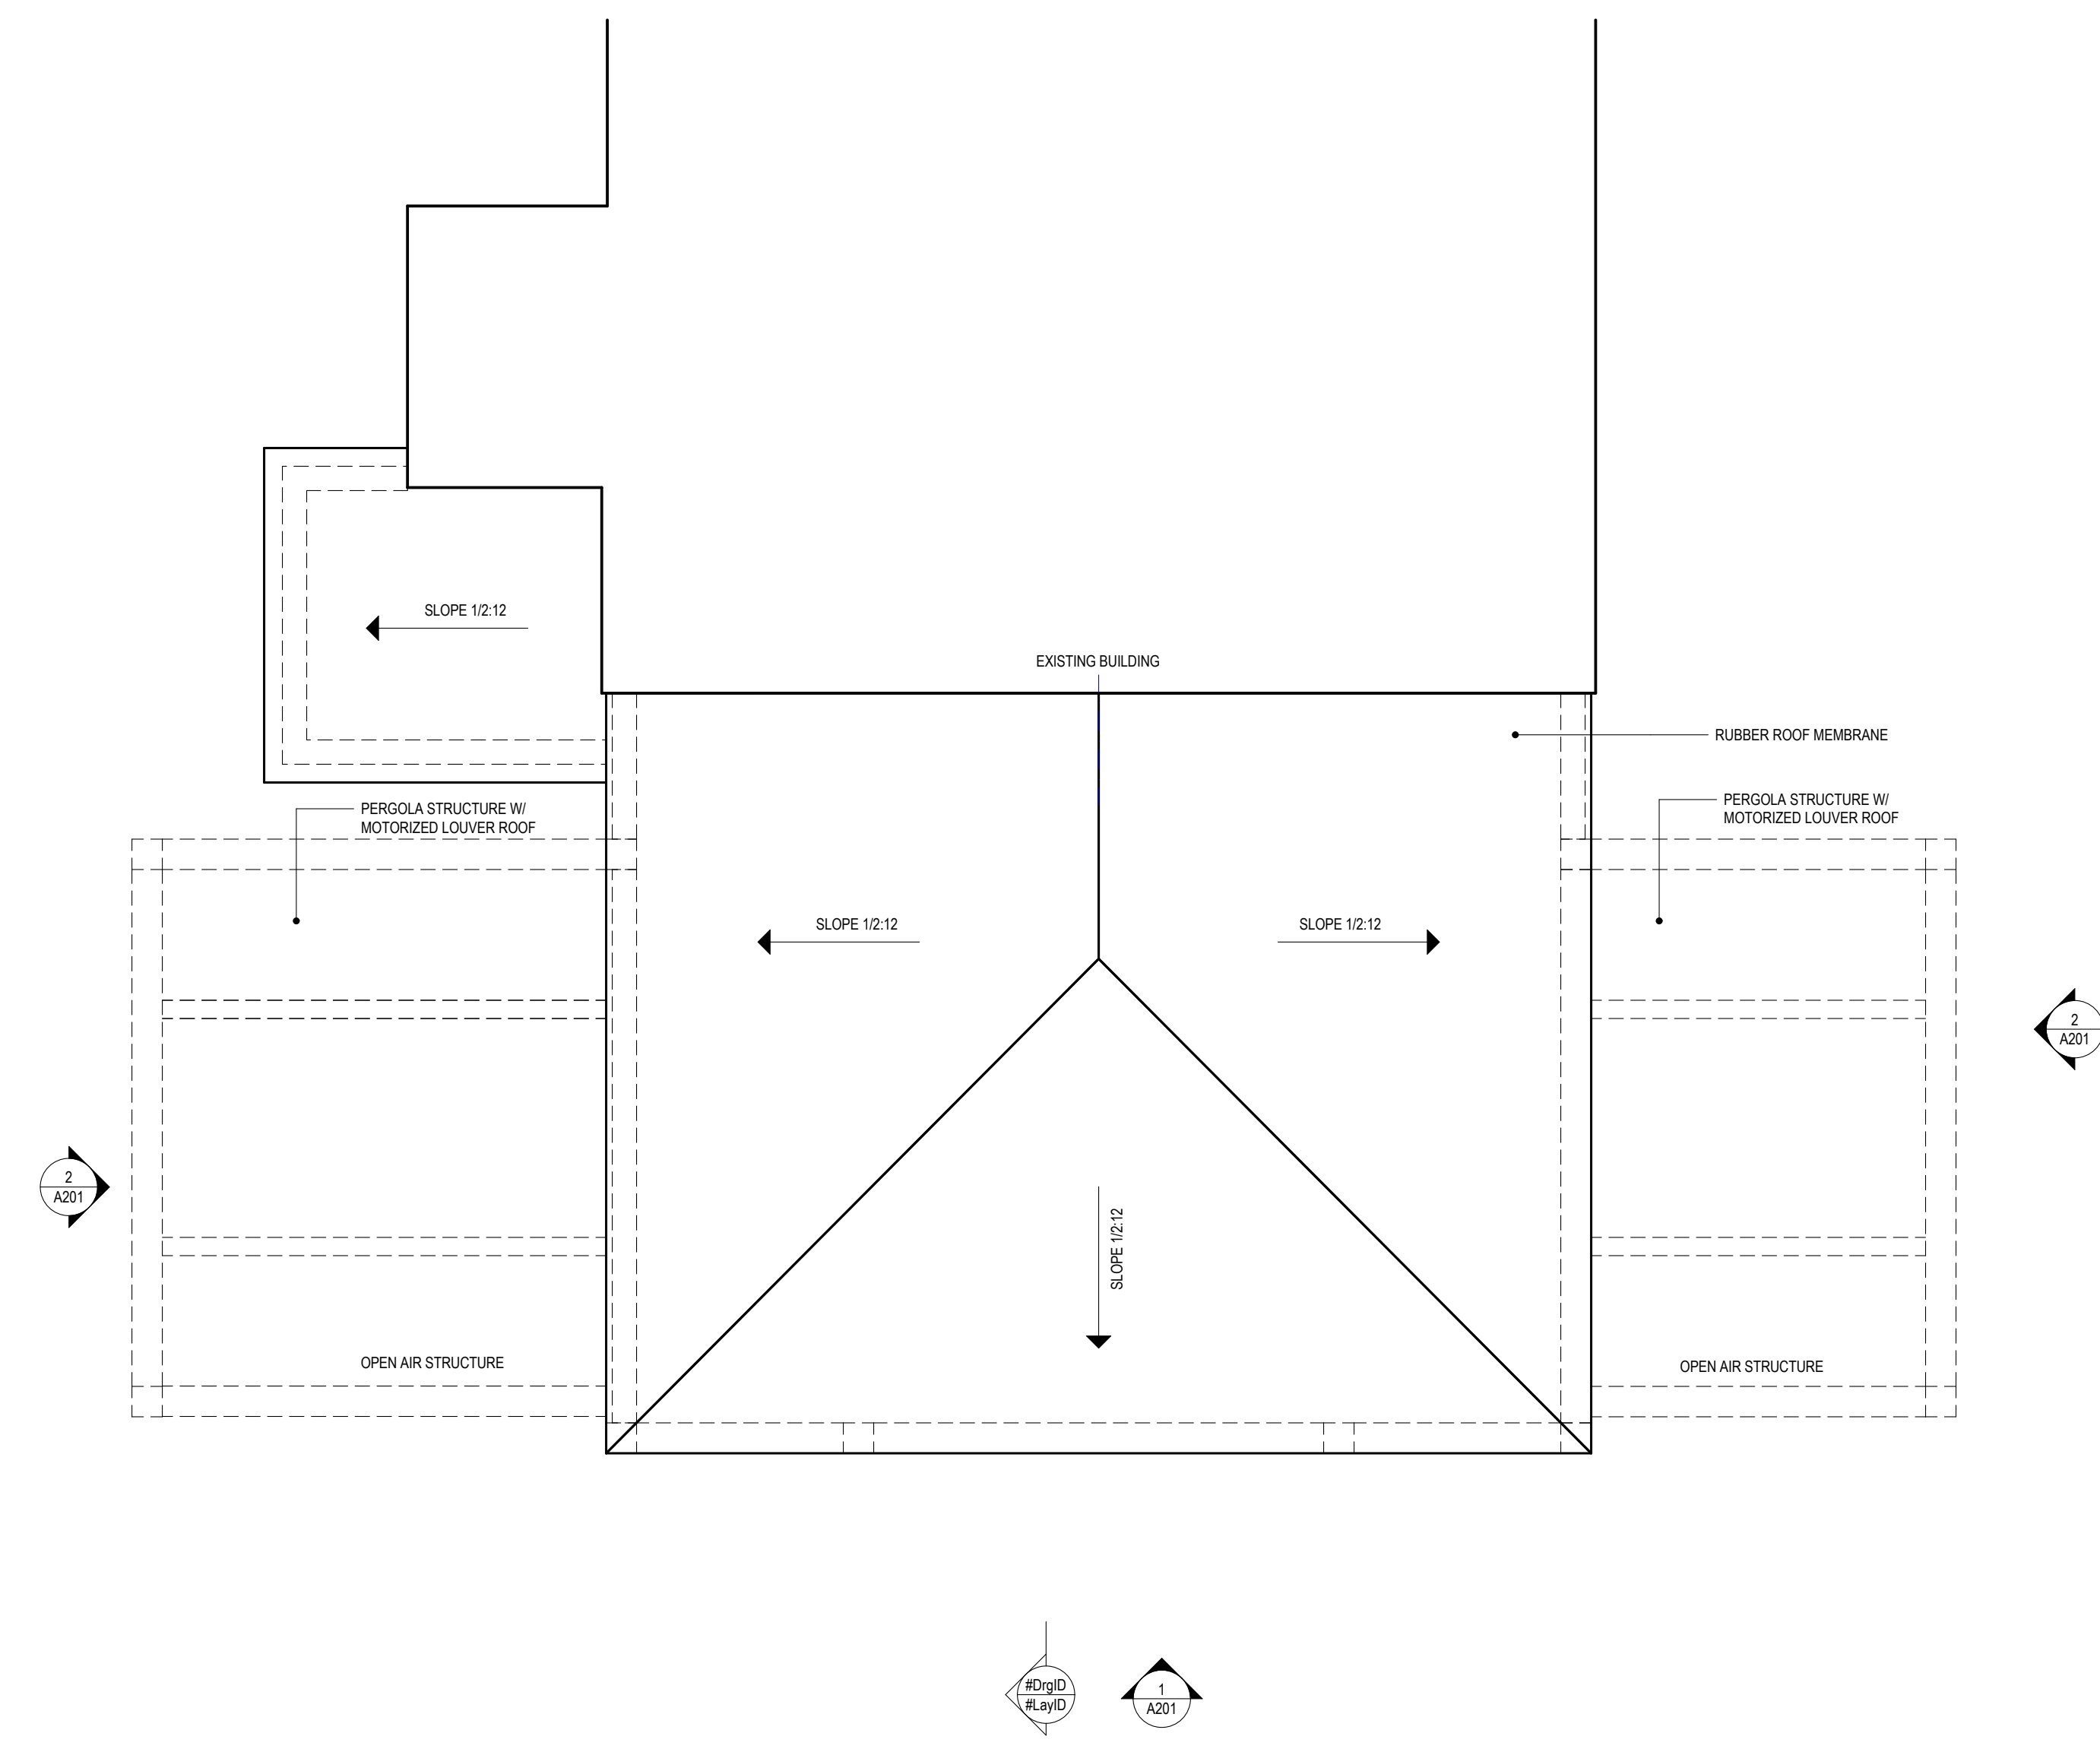 SLOPE 1/2:12
EXISTING BUILDING
RUBBER ROOF MEMBRANE
PERGOLA STRUCTURE W/
MOTORIZED LOUVER ROOF
PERGOLA STRUCTURE W/
MOTORIZED LOUVER ROOF
SLOPE 1/2:12
SLOPE 1/2:12
2
A201
2
A201
SLOPE 1/2:12
OPEN AIR STRUCTURE
OPEN AIR STRUCTURE
#DrgID
#LayID
1
A201